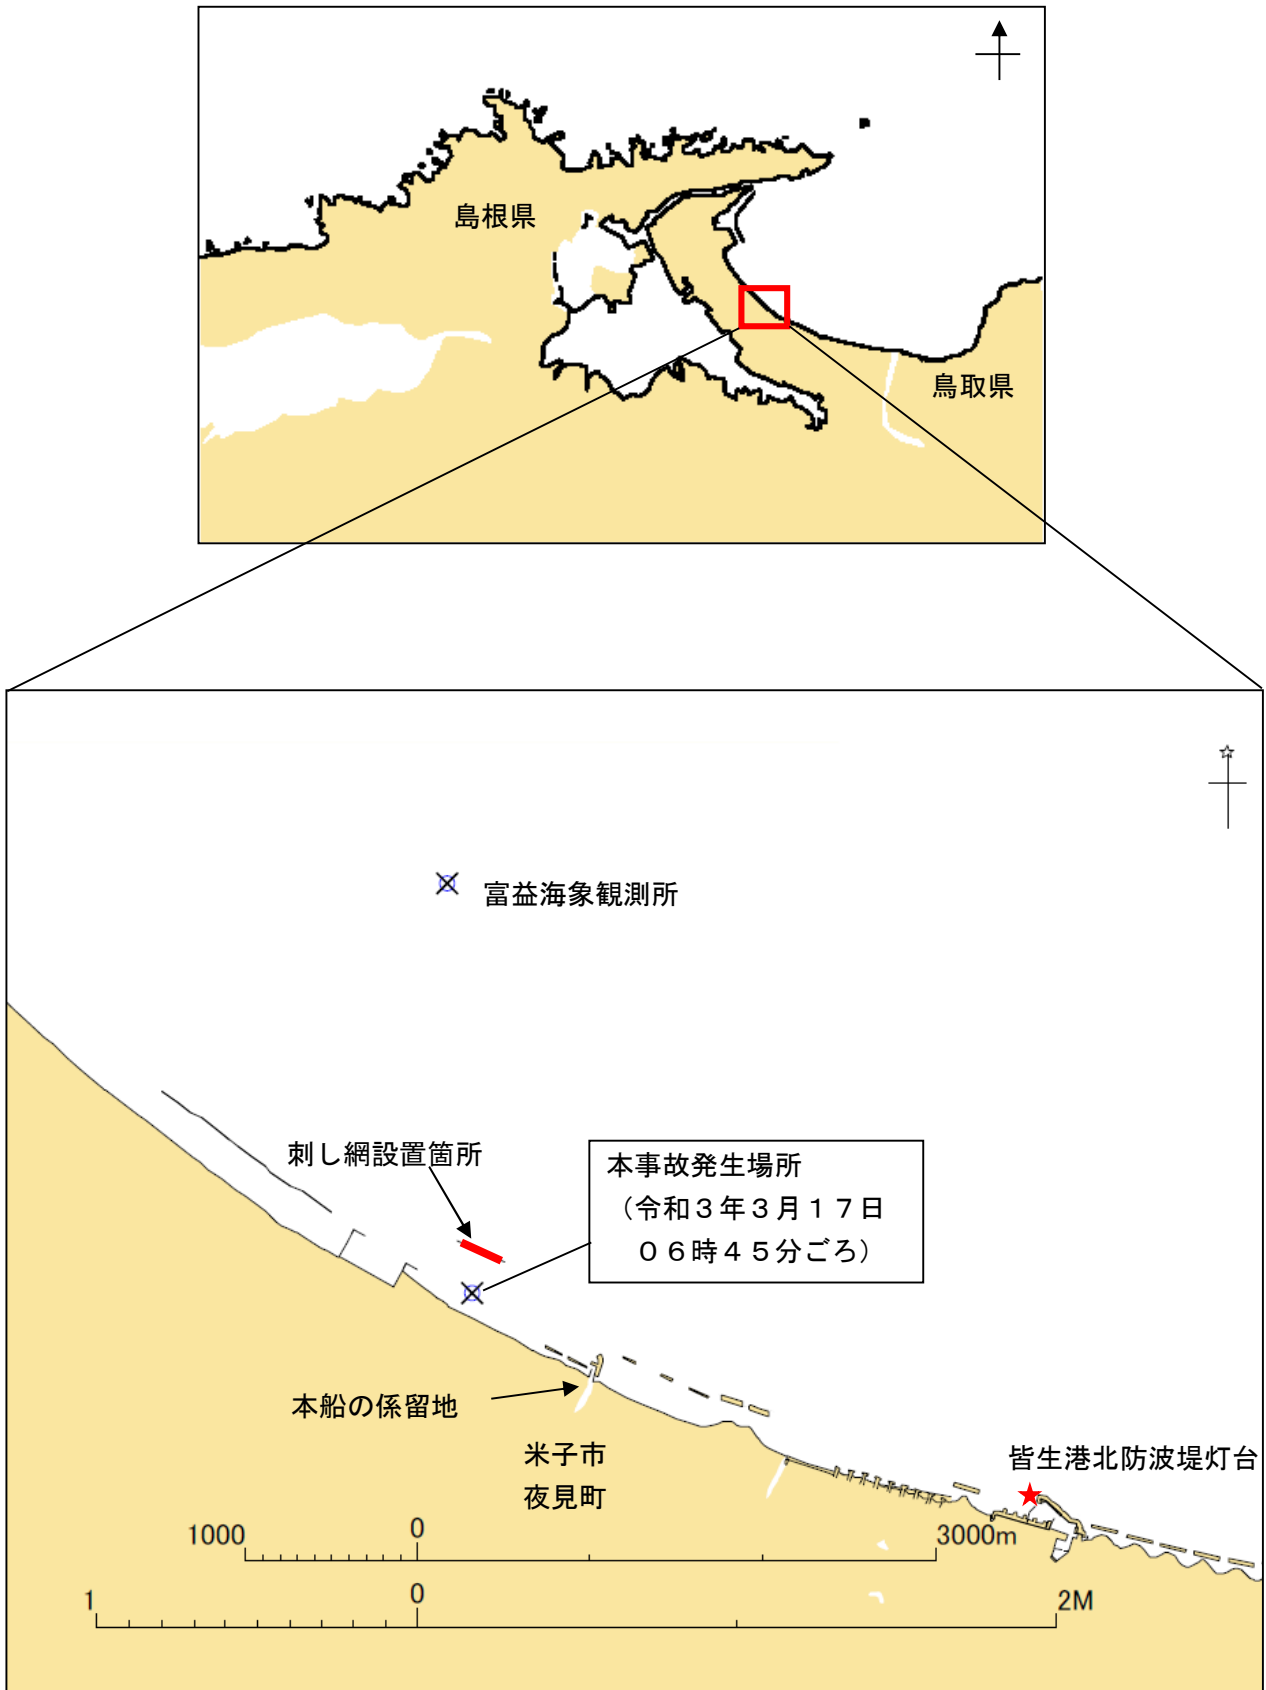 島根県
鳥取県
富益海象観測所
刺し網設置箇所
本事故発生場所
（令和３年３月１７日
０６時４５分ごろ）
本船の係留地
米子市
夜見町
皆生港北防波堤灯台
1000 0 3000m
1 0 2M